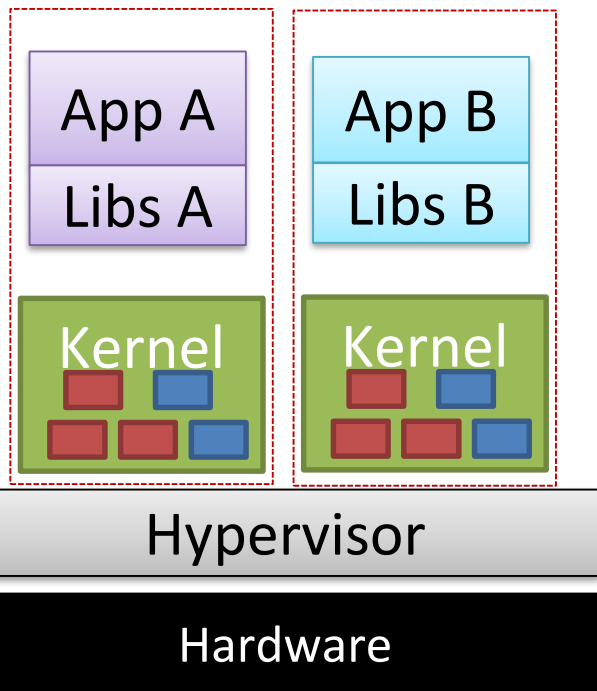 App A
Libs A
Kernel
App B
Libs B
Kernel
Hypervisor
Hardware